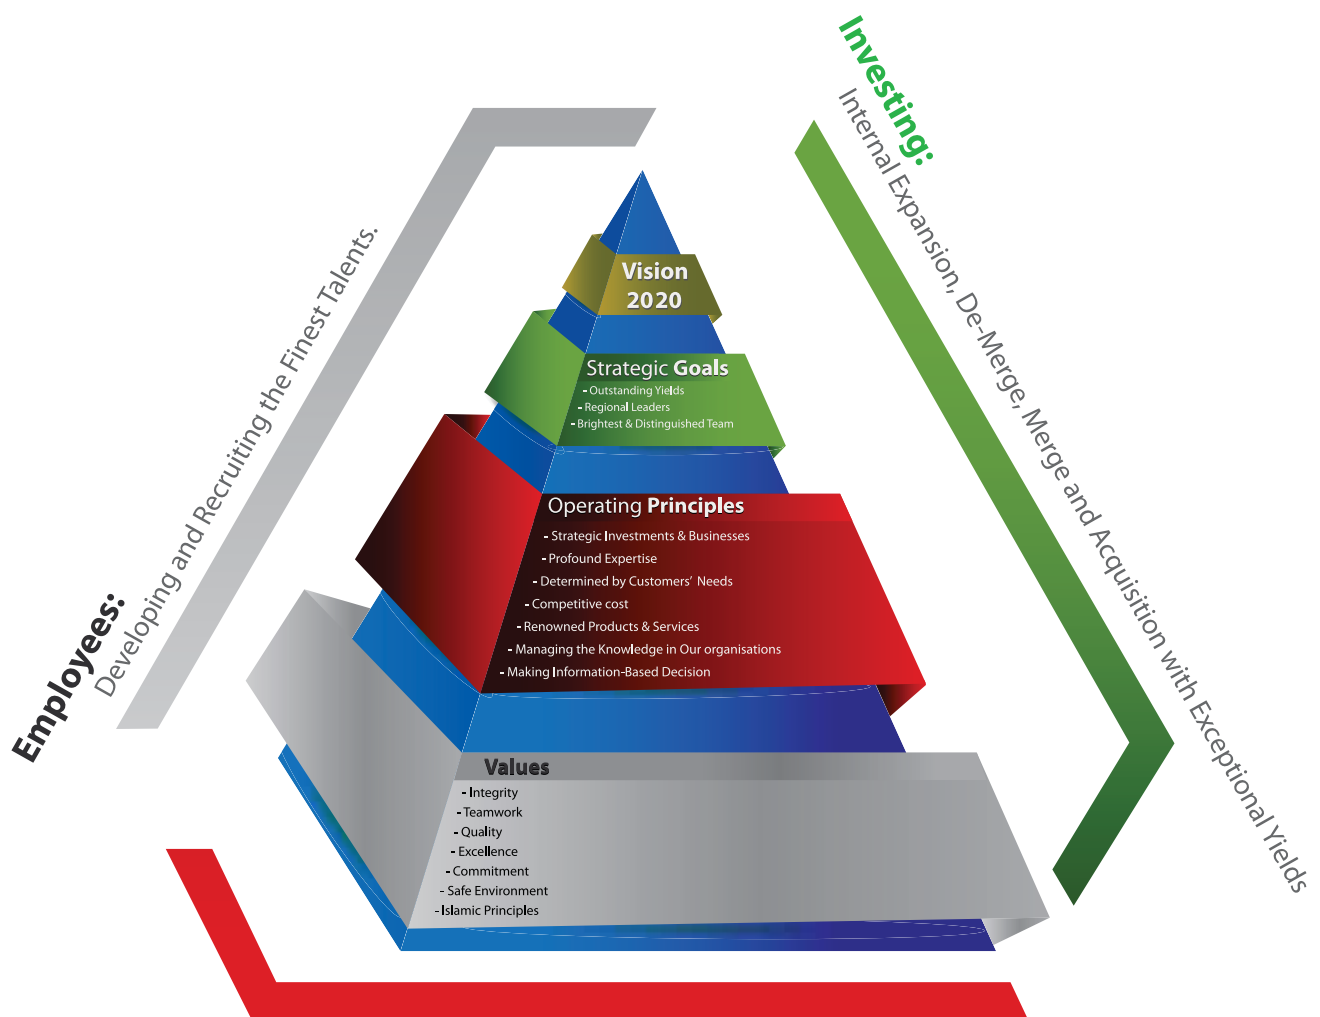 Investing:
Internal Expansion, De-Merge, Merge and Acquisition with Exceptional Yields
Employees:
Developing and Recruiting the Finest Talents.
Vision
2020
Strategic Goals
- Outstanding Yields
- Regional Leaders
- Brightest & Distinguished Team
Operating Principles
- Strategic Investments & Businesses
- Profound Expertise
- Determined by Customers' Needs
- Competitive cost
- Renowned Products & Services
- Managing the Knowledge in Our organisations
- Making Information-Based Decision
Values
- Integrity
- Teamwork
- Quality
- Excellence
- Commitment
- Safe Environment
- Islamic Principles